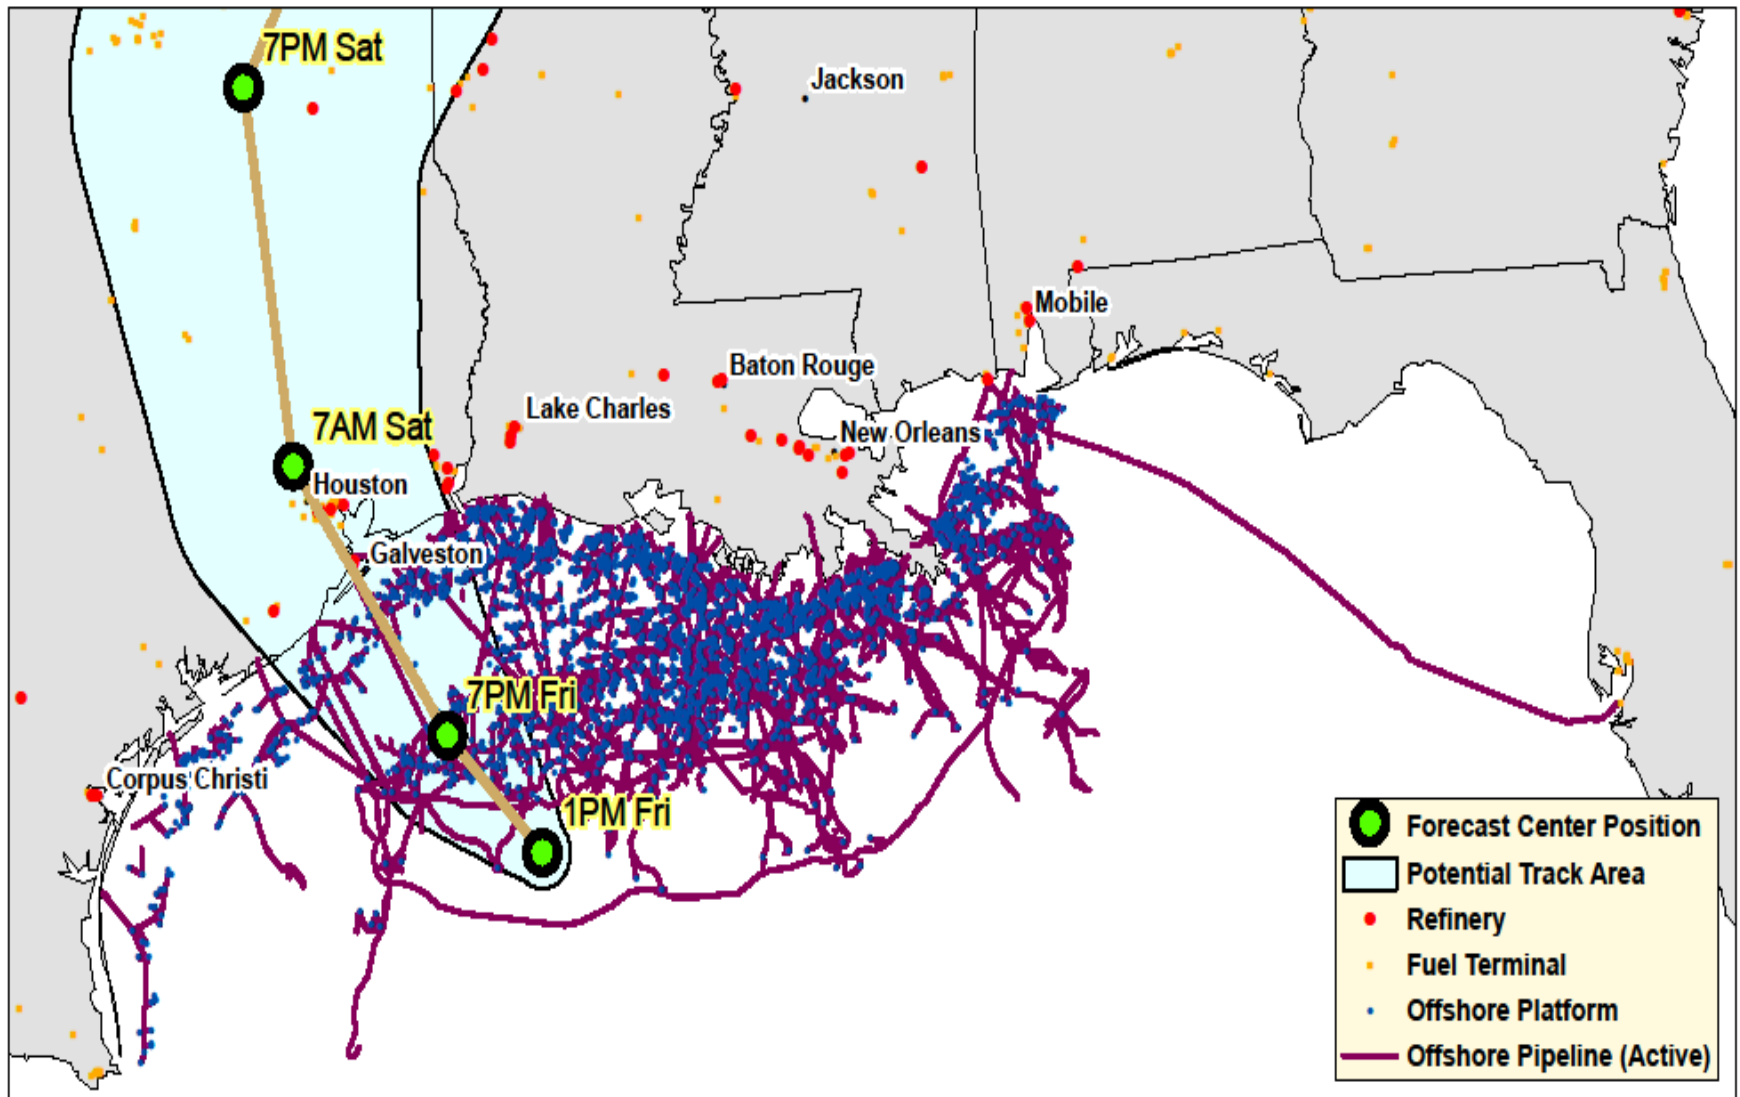 7PM Sat
Jackson
Mobile
Baton Rouge
Lake Charles
7AM Sat
New Orleans
Houston
Galveston
7PM Fri
Corpus Christi
1PM Fri
Forecast Center Position
Potential Track Area
Refinery
Fuel Terminal
Offshore Platform
Offshore Pipeline (Active)